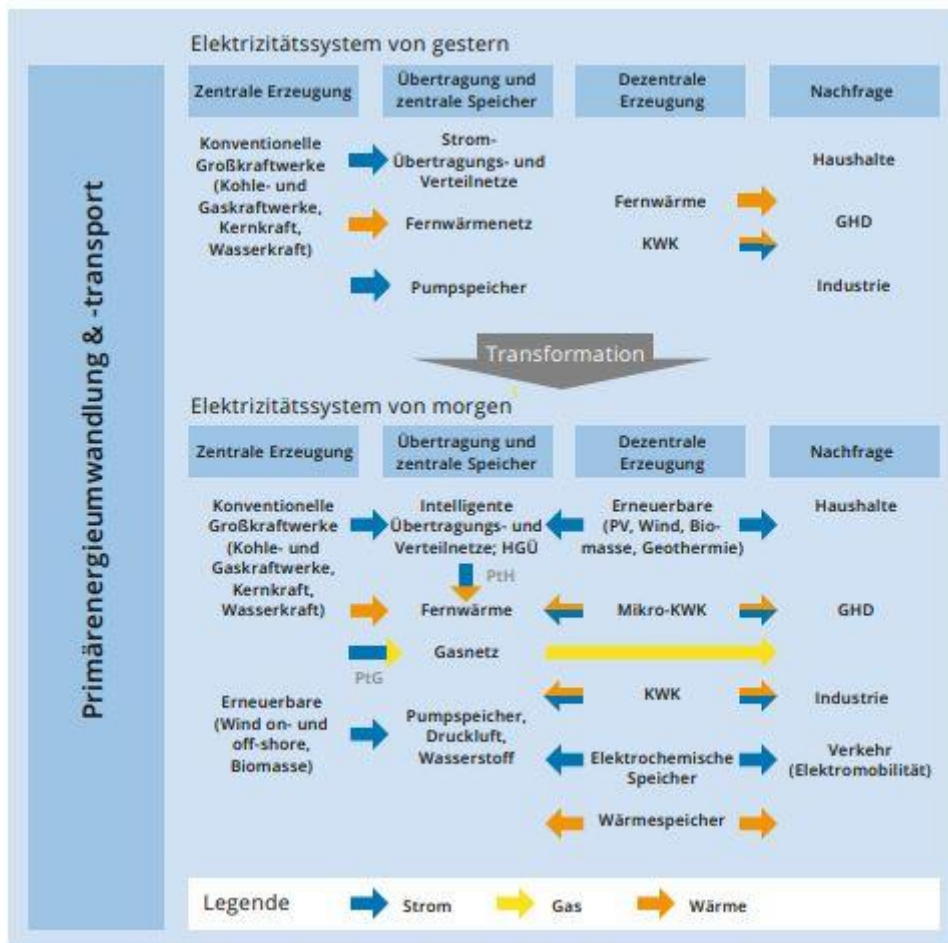 Primärenergieumwandlung & -transport
Elektrizitätssystem von gestern
Zentrale Erzeugung
Übertragung und
zentrale Speicher
Dezentrale
Erzeugung
Nachfrage
Konventionelle
Großkraftwerke
(Kohle- und
Gaskraftwerke,
Kernkraft,
Wasserkraft)
Strom-
Übertragungs- und
Verteilnetze
Fernwärmenetz
Pumpspeicher
Fernwärme
KWK
Haushalte
GHD
Industrie
Transformation
Elektrizitätssystem von morgen
Zentrale Erzeugung
Übertragung und
zentrale Speicher
Dezentrale
Erzeugung
Nachfrage
Konventionelle
Großkraftwerke
(Kohle- und
Gaskraftwerke,
Kernkraft,
Wasserkraft)
PtG
Erneuerbare
(Wind on- und
off-shore,
Biomasse)
Intelligente
Übertragungs- und
Verteilnetze; HGÜ
PtH
Fernwärme
Gasnetz
Pumpspeicher,
Druckluft,
Wasserstoff
Erneuerbare
(PV, Wind, Bio-
masse, Geothermie)
Mikro-KWK
KWK
Elektrochemische
Speicher
Wärmespeicher
Haushalte
GHD
Industrie
Verkehr
(Elektromobilität)
Legende
Strom
Gas
Wärme